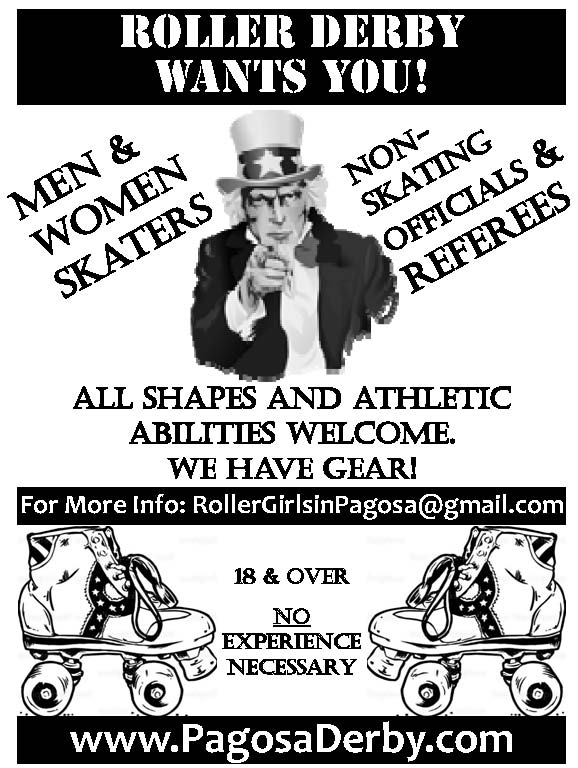 ROLLER DERBY
WANTS YOU!
MEN &
WOMEN
SKATERS
NON-
SKATING
OFFICIALS &
REFEREES
ALL SHAPES AND ATHLETIC
ABILITIES WELCOME.
WE HAVE GEAR!
For More Info: RollerGirlsinPagosa@gmail.com
18 & OVER
NO
EXPERIENCE
NECESSARY
www.PagosaDerby.com